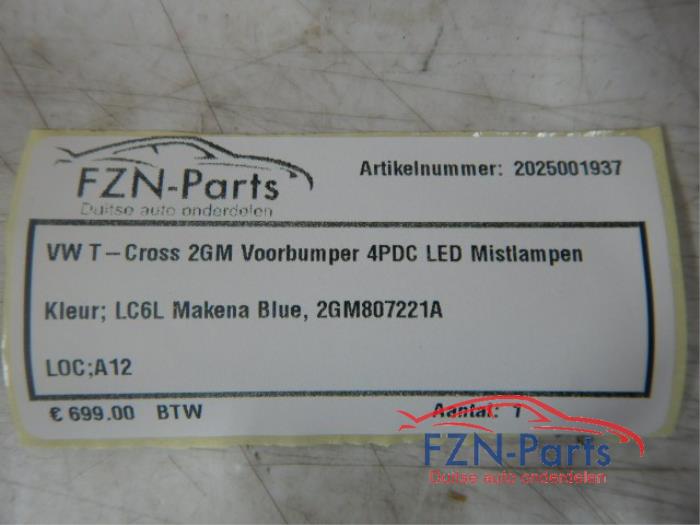 FZN-Parts
Duitse auto onderdelen
Artikelnummer: 2025001937
VW T-Cross 2GM Voorbumper 4PDC LED Mistlampen
Kleur; LC6L Makena Blue, 2GM807221A
LOC;A12
€ 699.00 BTW
Aantal: 1
FZN-Parts
Duitse auto onderdelen